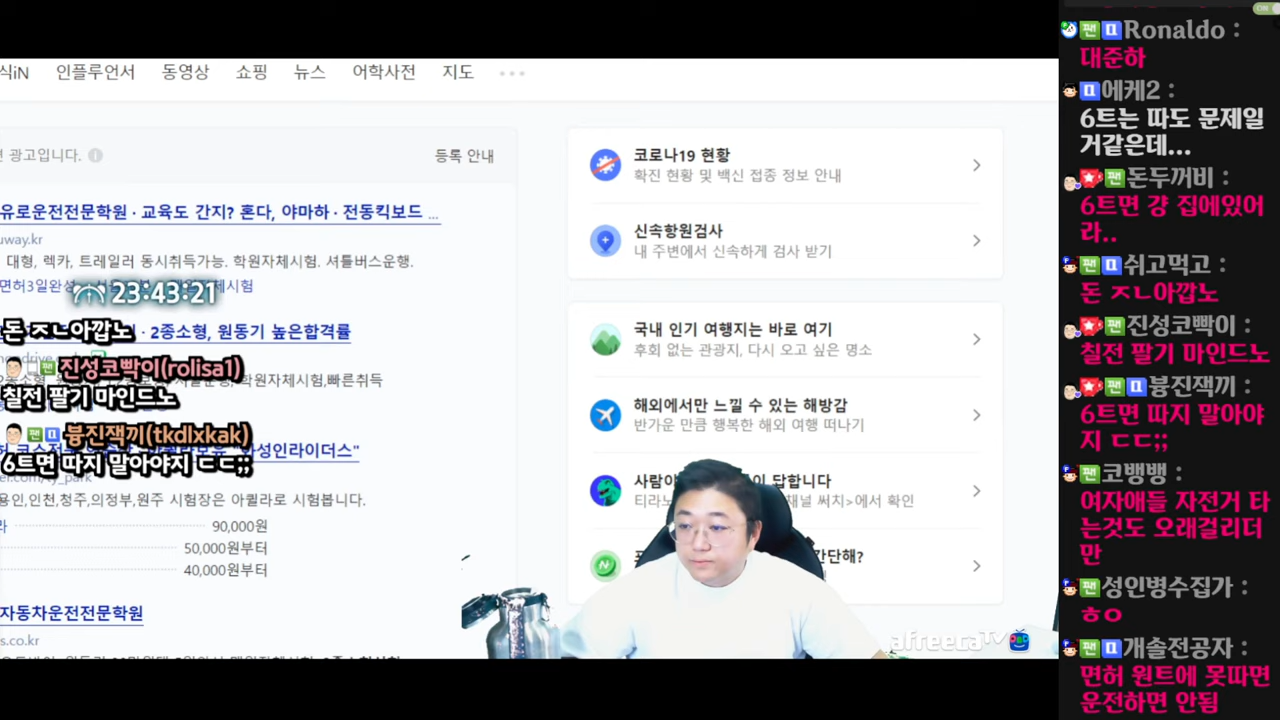 식iN 인플루언서 동영상 쇼핑 뉴스 어학사전 지도
광고입니다. 등록 안내
유로운전전문학원 · 교육도 간지? 혼다, 야마하 · 전동킥보드 ...
uway.kr
대형, 렉카, 트레일러 동시취득가능. 학원자체시험. 셔틀버스운행.
면허3일완성
체시험
23:43:21
돈 ㅈㄴ아깝노
· 2종소형, 원동기 높은합격률
진성코빡이(rolisa1)
학원자체시험,빠른취득
칠전 팔기 마인드노
붕진잭끼(tkdlxkak)
화성인라이더스"
6트면 따지 말아야지 ㄷㄷ;;
용인,인천,청주,의정부,원주 시험장은 아퀼라로 시험봅니다.
90,000원
50,000원부터
40,000원부터
자동차운전전문학원
s.co.kr
코로나19 현황
확진 현황 및 백신 접종 정보 안내
신속항원검사
내 주변에서 신속하게 검사 받기
국내 인기 여행지는 바로 여기
후회 없는 관광지, 다시 오고 싶은 명소
해외에서만 느낄 수 있는 해방감
반가운 만큼 행복한 해외 여행 떠나기
답합니다
채널 써치>에서 확인
간단해?
afreecaTV
ON
Ronaldo :
대준하
에케2 :
6트는 따도 문제일
거같은데...
돈두꺼비 :
6트면 걍 집에있어
라..
쉬고먹고 :
돈 ㅈㄴ아깝노
진성코빡이 :
칠전 팔기 마인드노
붕진잭끼 :
6트면 따지 말아야
지 ㄷㄷ;;
코뱅뱅 :
여자애들 자전거 타
는것도 오래걸리더
만
성인병수집가 :
ㅎㅇ
개솔전공자 :
면허 원트에 못따면
운전하면 안됨